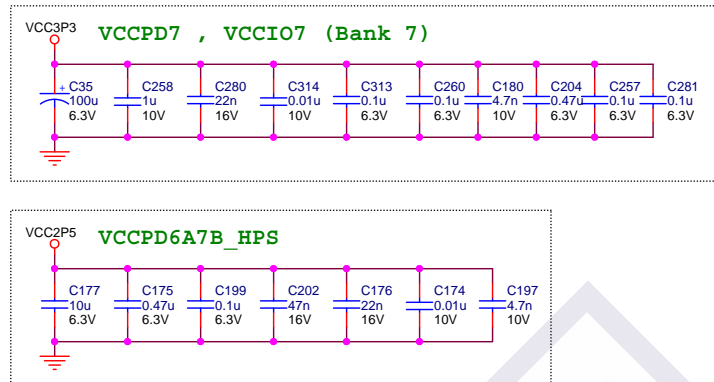 VCC3P3
VCCPD7 , VCCIO7 (Bank 7)
+ C35 C258 C280 C314 C313 C260 C180 C204 C257 C281
100u 1u 22n 0.01u 0.1u 0.1u 4.7n 0.47u 0.1u 0.1u
6.3V 10V 16V 10V 6.3V 6.3V 10V 6.3V 6.3V 6.3V
VCC2P5
VCCPD6A7B_HPS
C177 C175 C199 C202 C176 C174 C197
10u 0.47u 0.1u 47n 22n 0.01u 4.7n
6.3V 6.3V 6.3V 16V 16V 10V 10V